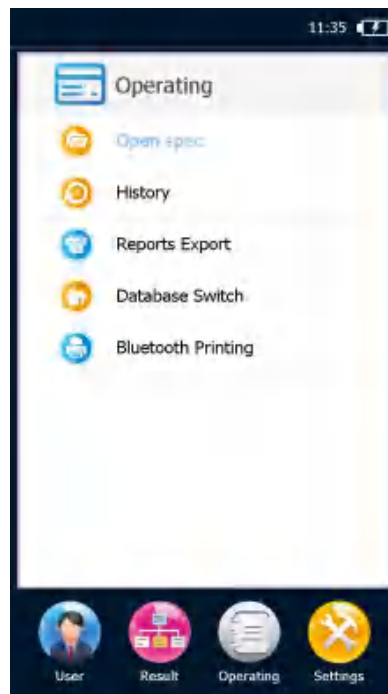 11:35
Operating
Open spec
History
Reports Export
Database Switch
Bluetooth Printing
User
Result
Operating
Settings